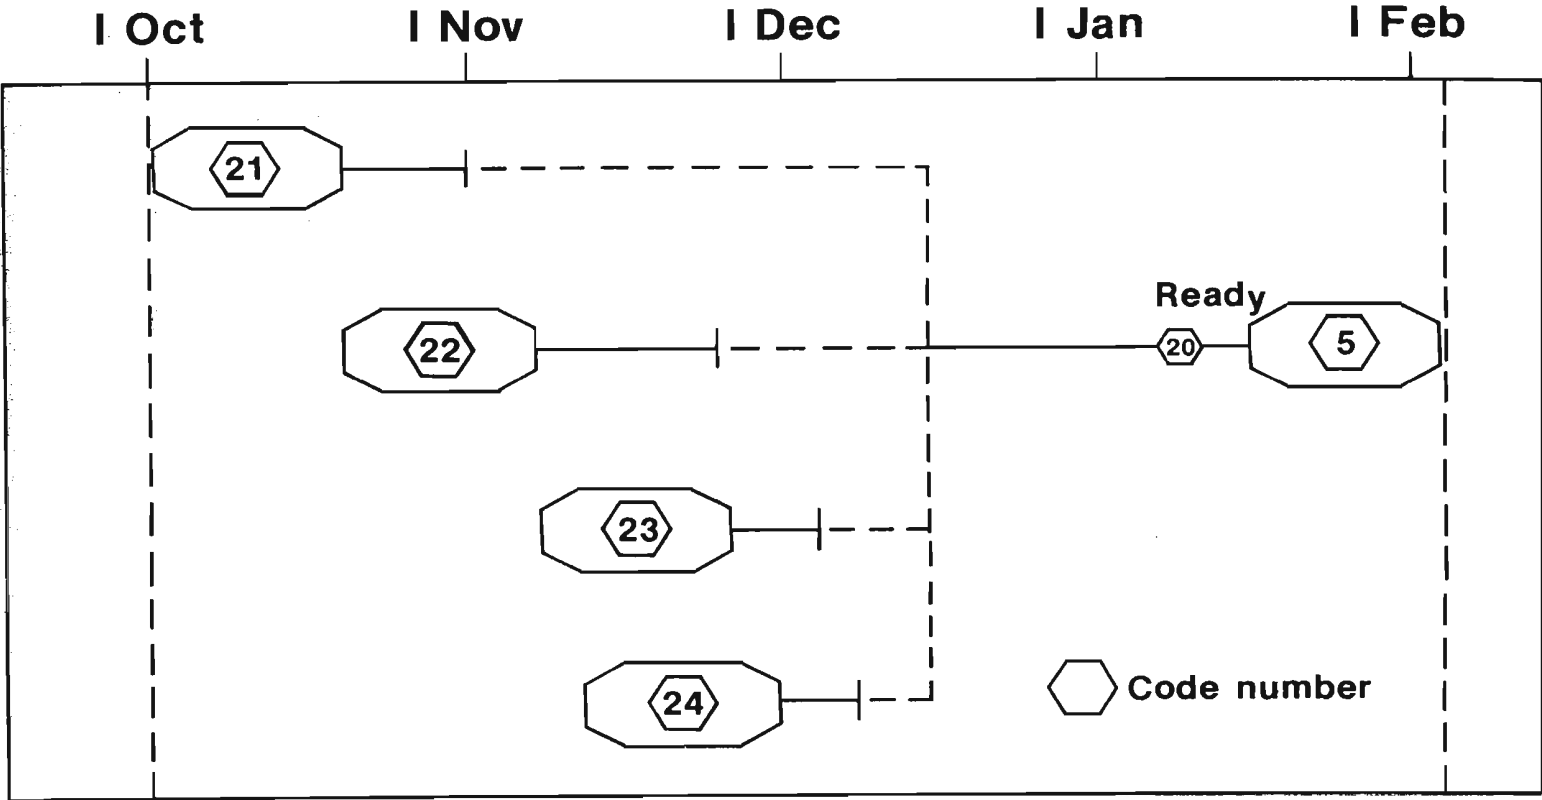 1 Oct 1 Nov 1 Dec 1 Jan 1 Feb
21
Ready
22 20 5
23
24 Code number